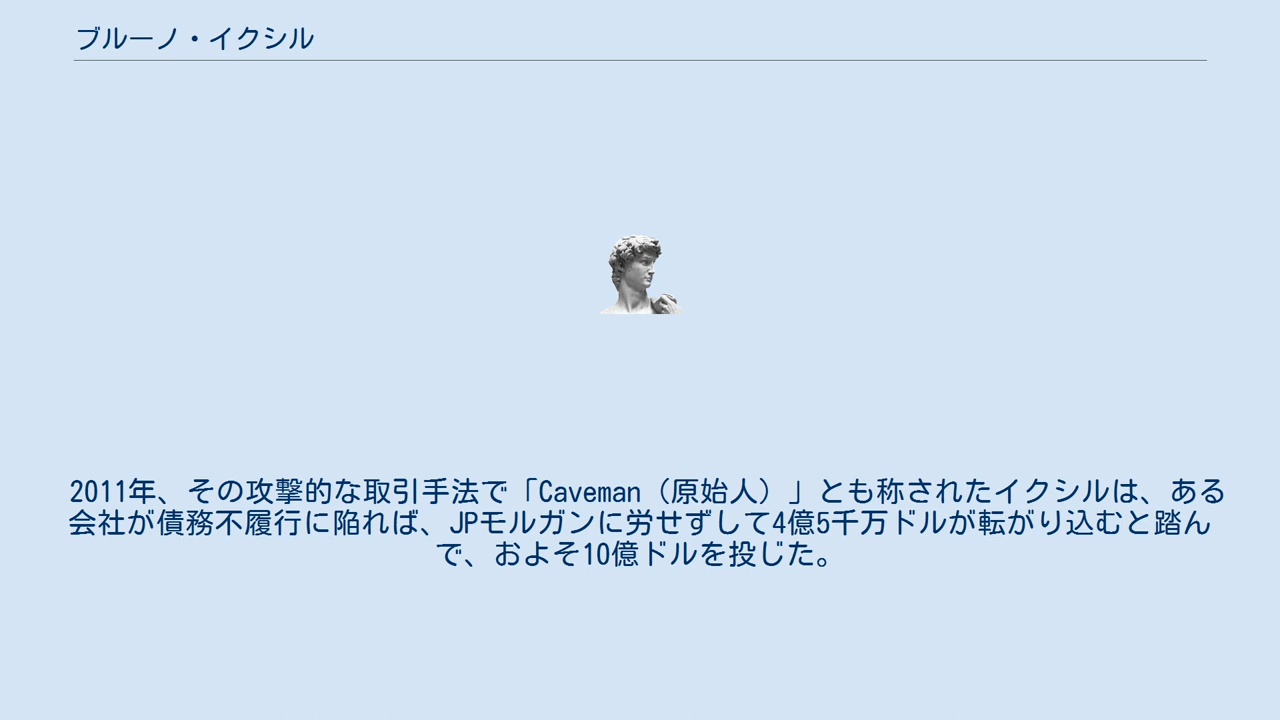 ブルーノ・イクシル
2011年、その攻撃的な取引手法で「Caveman（原始人）」とも称されたイクシルは、ある
会社が債務不履行に陥れば、JPモルガンに労せずして4億5千万ドルが転がり込むと踏ん
で、およそ10億ドルを投じた。